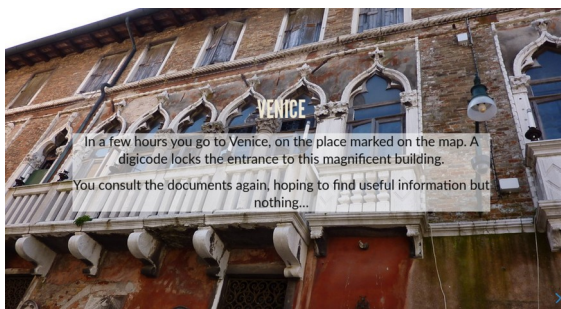 VENICE
In a few hours you go to Venice, on the place marked on the map. A
digicode locks the entrance to this magnificent building.
You consult the documents again, hoping to find useful information but
nothing...